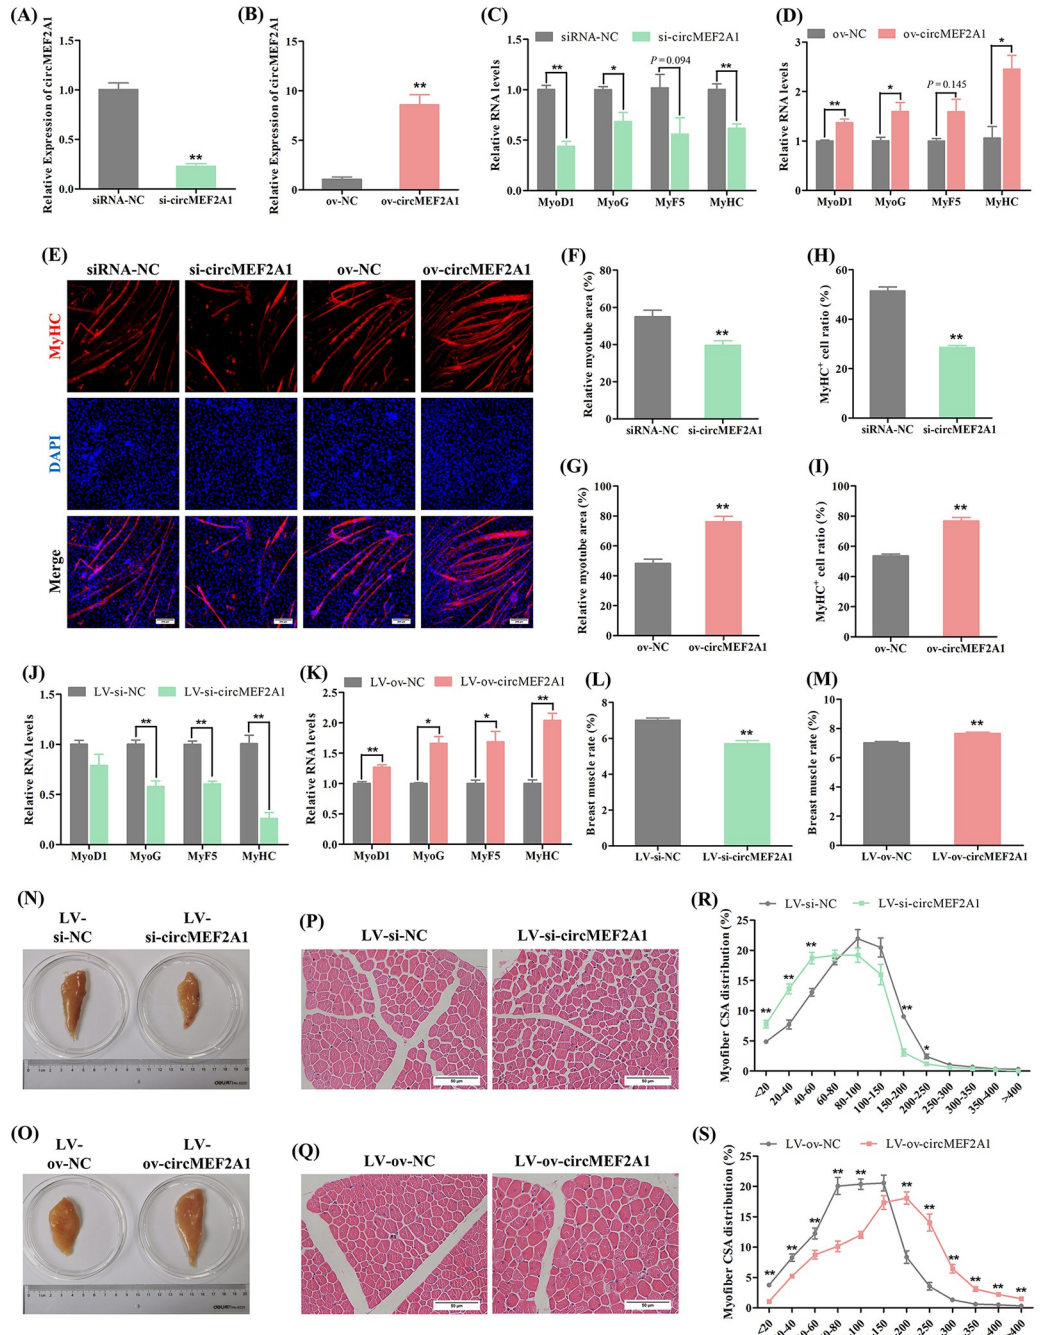 (A)
Relative Expression of circMEF2A1
1.5
1.0
0.5
0.0
**
siRNA-NC
si-circMEF2A1
(B)
Relative Expression of circMEF2A1
15
10
5
0
**
ov-NC
ov-circMEF2A1
(C)
siRNA-NC
si-circMEF2A1
Relative RNA levels
1.5
1.0
0.5
0.0
**
*
P = 0.094
**
MyoD1
MyoG
MyF5
MyHC
(D)
ov-NC
ov-circMEF2A1
Relative RNA levels
3
2
1
0
**
*
P = 0.145
*
MyoD1
MyoG
MyF5
MyHC
(E)
siRNA-NC
si-circMEF2A1
ov-NC
ov-circMEF2A1
MyHC
DAPI
Merge
(F)
Relative myotube area (%)
80
60
40
20
0
**
siRNA-NC
si-circMEF2A1
(H)
MyHC+ cell ratio (%)
60
40
20
0
**
siRNA-NC
si-circMEF2A1
(G)
Relative myotube area (%)
100
80
60
40
20
0
**
ov-NC
ov-circMEF2A1
(I)
MyHC+ cell ratio (%)
100
80
60
40
20
0
**
ov-NC
ov-circMEF2A1
(J)
LV-si-NC
LV-si-circMEF2A1
Relative RNA levels
1.5
1.0
0.5
0.0
**
**
**
MyoD1
MyoG
MyF5
MyHC
(K)
LV-ov-NC
LV-ov-circMEF2A1
Relative RNA levels
2.5
2.0
1.5
1.0
0.5
0.0
**
*
*
**
MyoD1
MyoG
MyF5
MyHC
(L)
Breast muscle rate (%)
8
6
4
2
0
**
LV-si-NC
LV-si-circMEF2A1
(M)
Breast muscle rate (%)
10
8
6
4
2
0
**
LV-ov-NC
LV-ov-circMEF2A1
(N)
LV-
si-NC
LV-
si-circMEF2A1
(P)
LV-si-NC
LV-si-circMEF2A1
50 μm
50 μm
(R)
LV-si-NC
LV-si-circMEF2A1
Myofiber CSA distribution (%)
25
20
15
10
5
0
**
**
**
**
*
<20
20-40
40-60
60-80
80-100
100-150
150-200
200-250
250-300
300-350
350-400
>400
(O)
LV-
ov-NC
LV-
ov-circMEF2A1
(Q)
LV-ov-NC
LV-ov-circMEF2A1
50 μm
50 μm
(S)
LV-ov-NC
LV-ov-circMEF2A1
Myofiber CSA distribution (%)
25
20
15
10
5
0
**
**
**
**
**
**
**
**
**
**
**